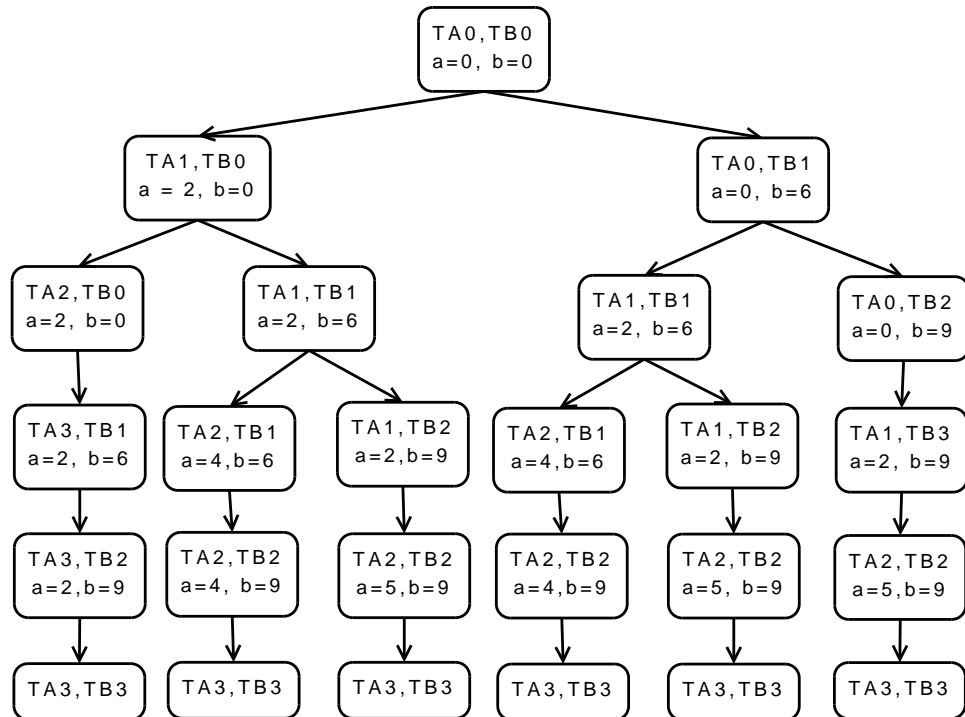 TA0,TB0
a=0, b=0
TA1,TB0
a = 2, b=0
TA0,TB1
a=0, b=6
TA2,TB0
a=2, b=0
TA1,TB1
a=2, b=6
TA1,TB1
a=2, b=6
TA0,TB2
a=0, b=9
TA3,TB1
a=2, b=6
TA2,TB1
a=4,b=6
TA1,TB2
a=2,b=9
TA2,TB1
a=4,b=6
TA1,TB2
a=2, b=9
TA1,TB3
a=2, b=9
TA3,TB2
a=2,b=9
TA2,TB2
a=4, b=9
TA2,TB2
a=5,b=9
TA2,TB2
a=4,b=9
TA2,TB2
a=5, b=9
TA2,TB2
a=5,b=9
TA3,TB3
TA3,TB3
TA3,TB3
TA3,TB3
TA3,TB3
TA3,TB3